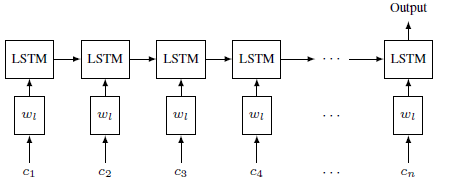 Output
LSTM LSTM LSTM LSTM ... LSTM
w_l w_l w_l w_l ... w_l
c_1 c_2 c_3 c_4 ... c_n